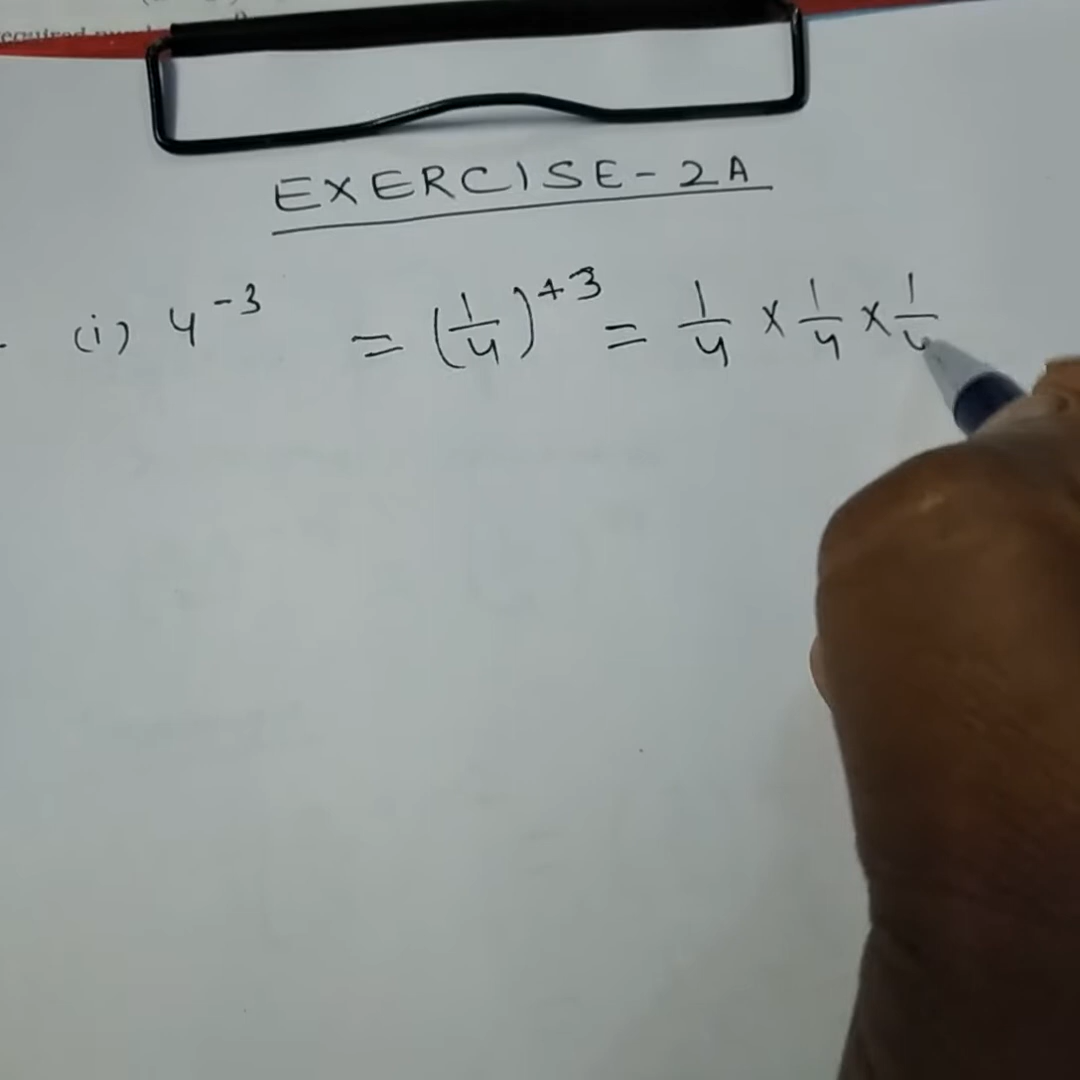 EXERCISE-2A
(i) 4⁻³ = (1/4)⁺³ = 1/4 × 1/4 × 1/4